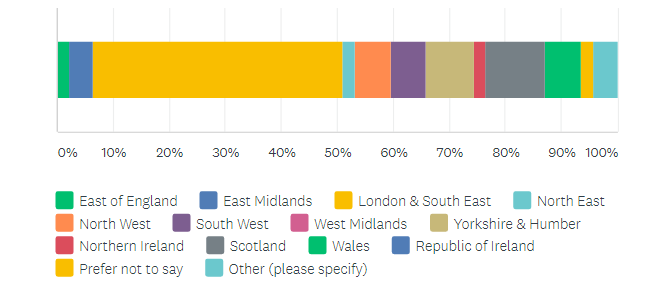 0% 10% 20% 30% 40% 50% 60% 70% 80% 90% 100%
East of England East Midlands London & South East North East
North West South West West Midlands Yorkshire & Humber
Northern Ireland Scotland Wales Republic of Ireland
Prefer not to say Other (please specify)